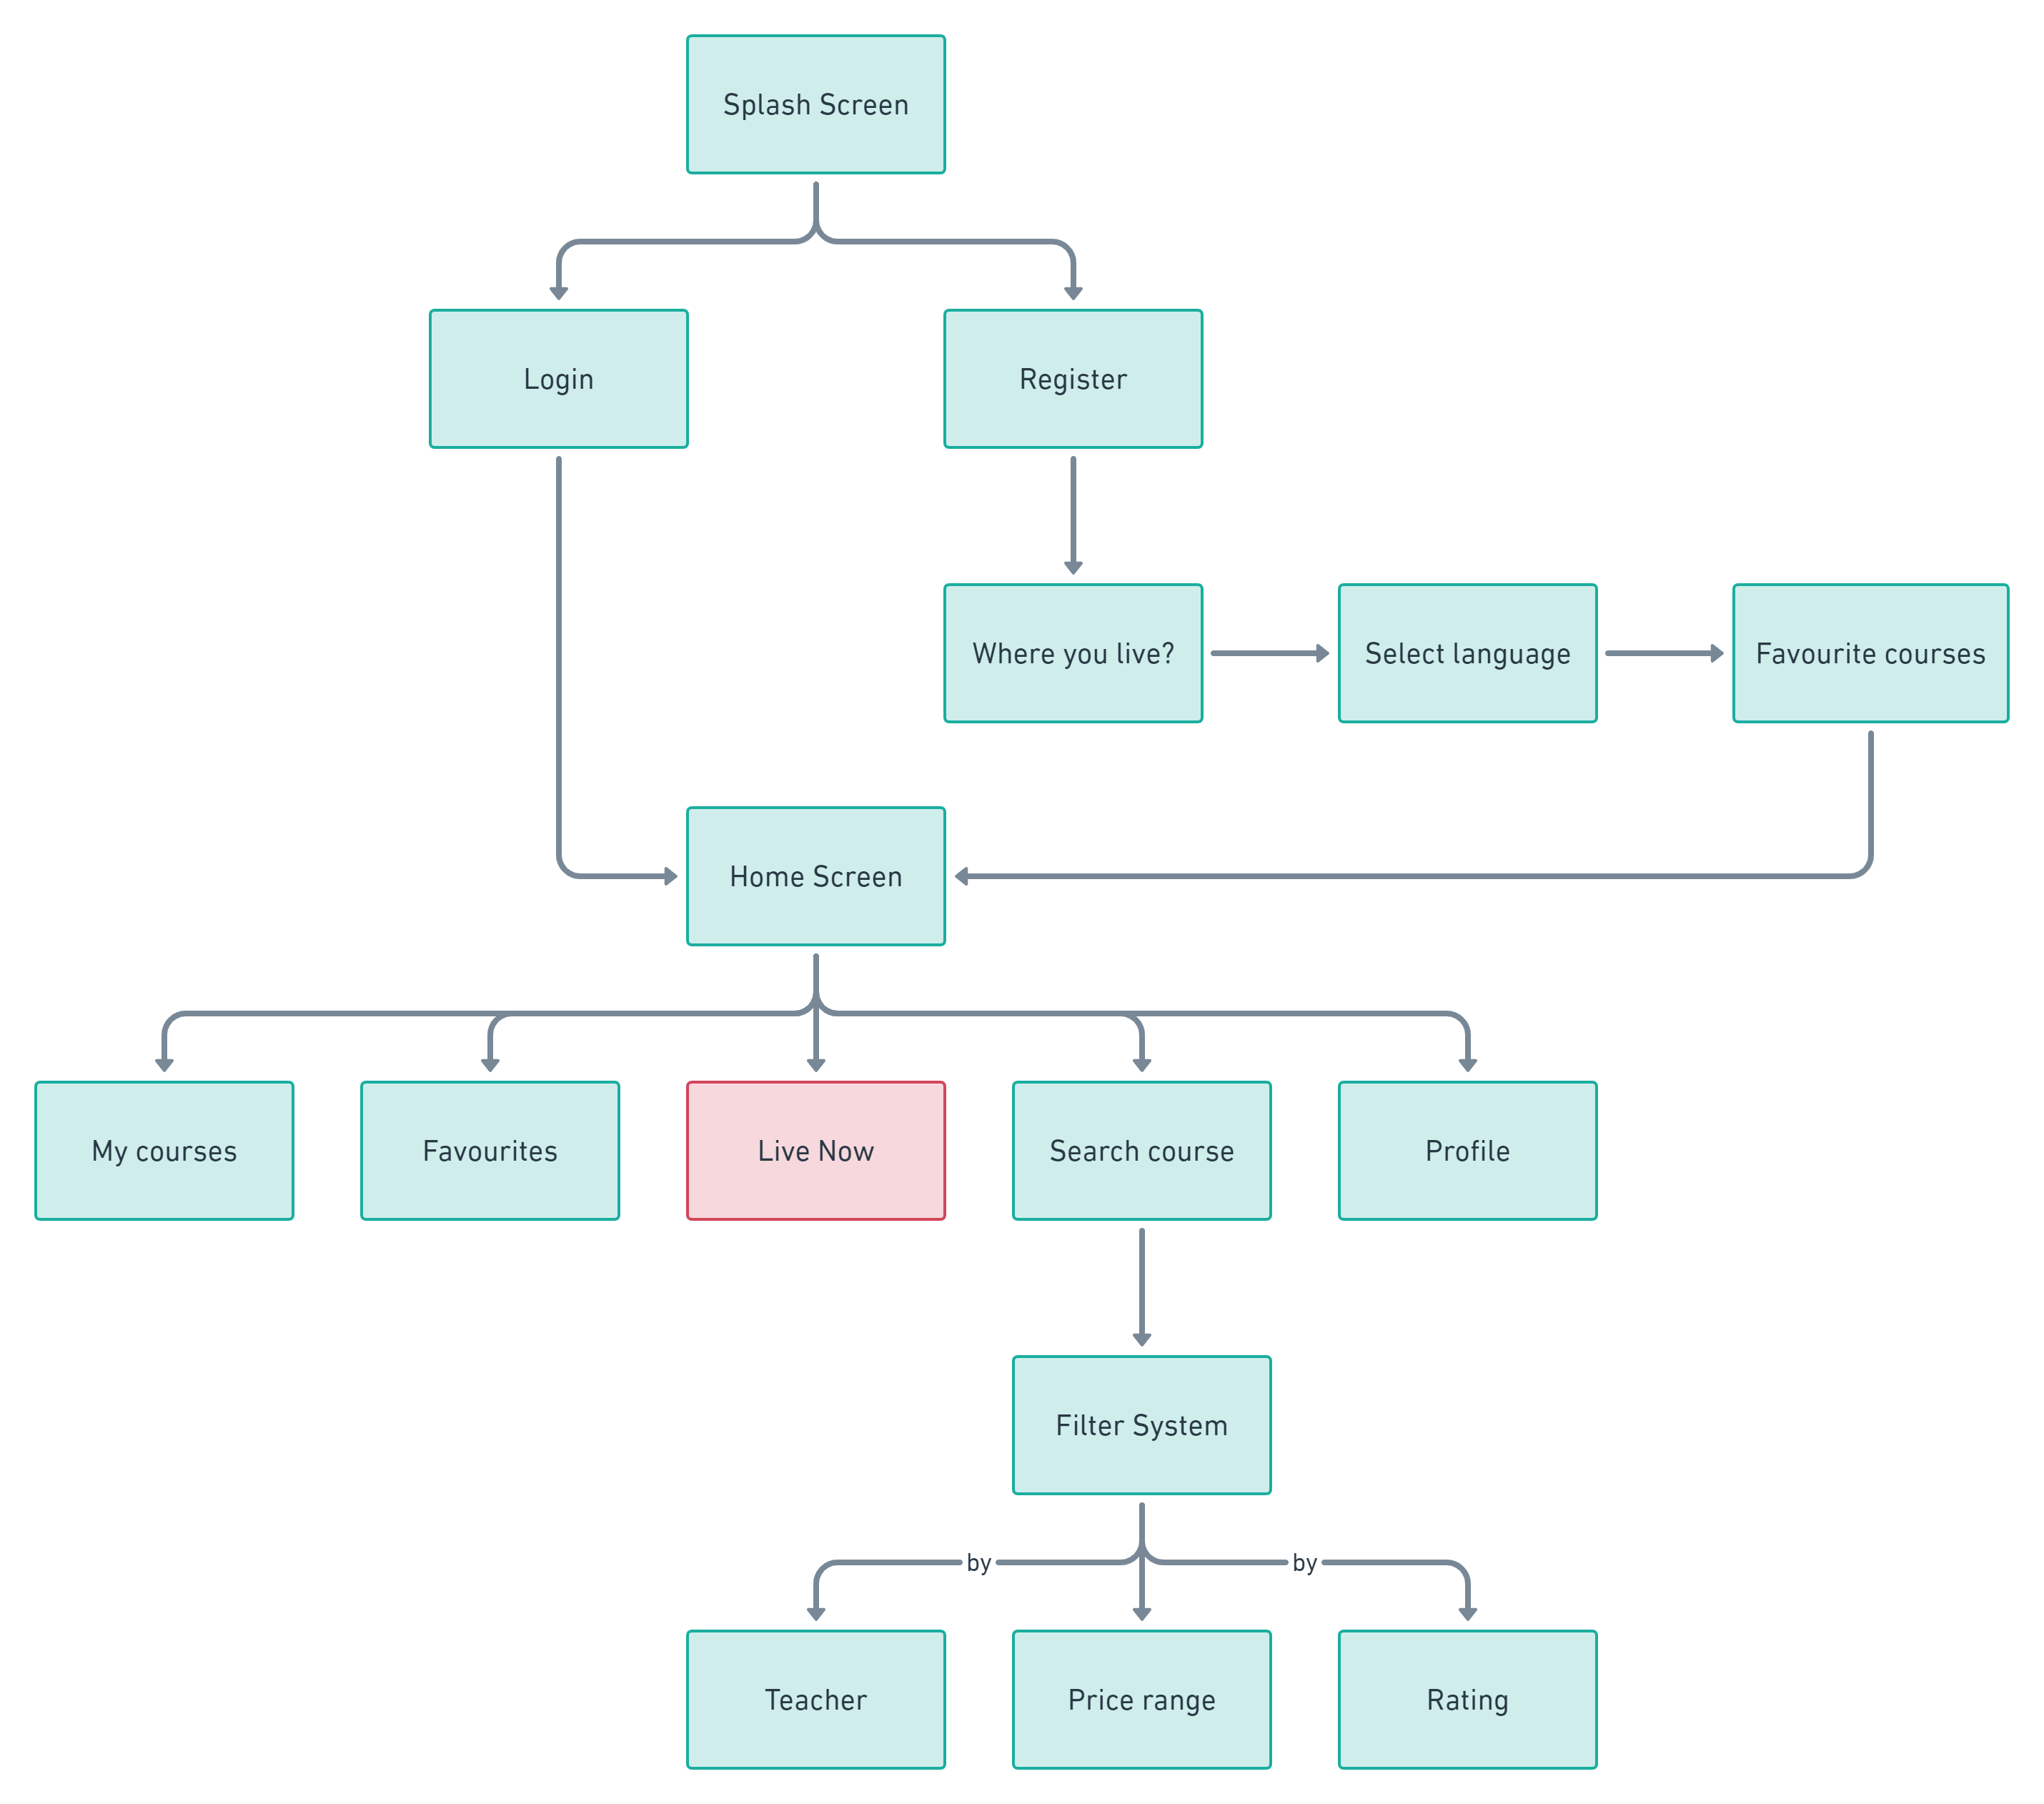 Splash Screen
Login
Register
Where you live?
Select language
Favourite courses
Home Screen
My courses
Favourites
Live Now
Search course
Profile
Filter System
by
by
Teacher
Price range
Rating